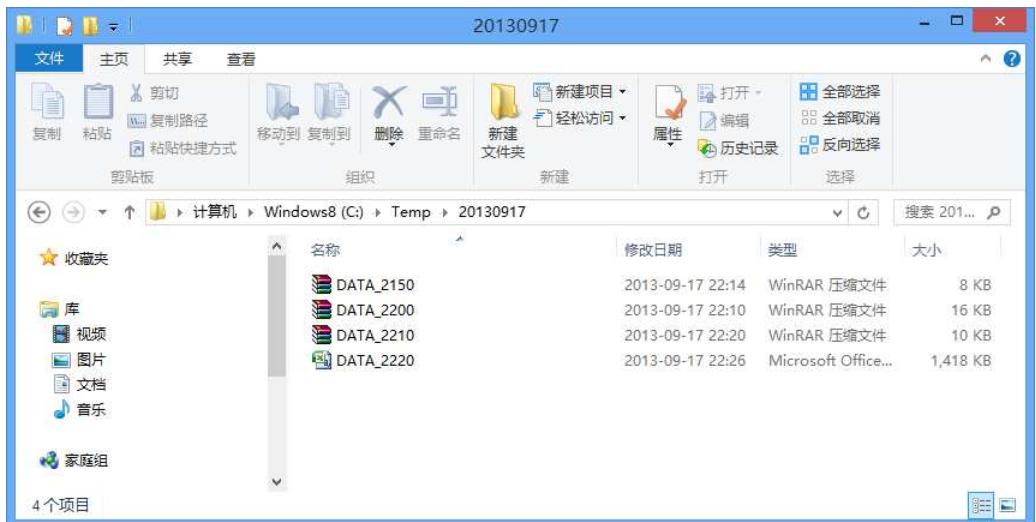 20130917
文件 主页 共享 查看
复制
粘贴
剪切
复制路径
粘贴快捷方式
剪贴板
移动到 复制到 删除 重命名
组织
新建
文件夹
新建项目
轻松访问
新建
属性
打开
编辑
历史记录
打开
全部选择
全部取消
反向选择
选择
计算机 Windows8 (C:) Temp 20130917
搜索 201...
收藏夹
库
视频
图片
文档
音乐
家庭组
名称 修改日期 类型 大小
DATA_2150 2013-09-17 22:14 WinRAR 压缩文件 8 KB
DATA_2200 2013-09-17 22:10 WinRAR 压缩文件 16 KB
DATA_2210 2013-09-17 22:20 WinRAR 压缩文件 10 KB
DATA_2220 2013-09-17 22:26 Microsoft Office... 1,418 KB
4 个项目